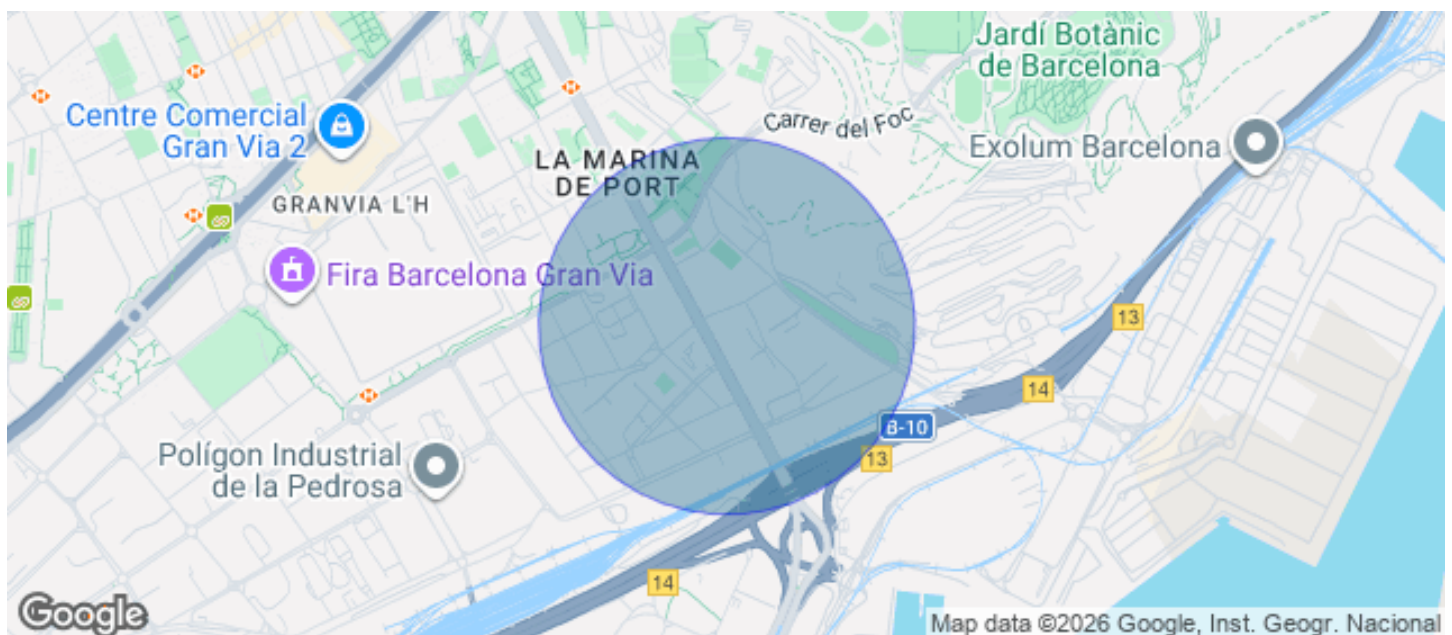 Jardí Botànic
de Barcelona
Centre Comercial
Gran Via 2
Carrer del Foc
Exolum Barcelona
LA MARINA
DE PORT
GRANVIA L'H
Fira Barcelona Gran Via
13
14
B-10
13
Polígon Industrial
de la Pedrosa
14
Google
Map data ©2026 Google, Inst. Geogr. Nacional